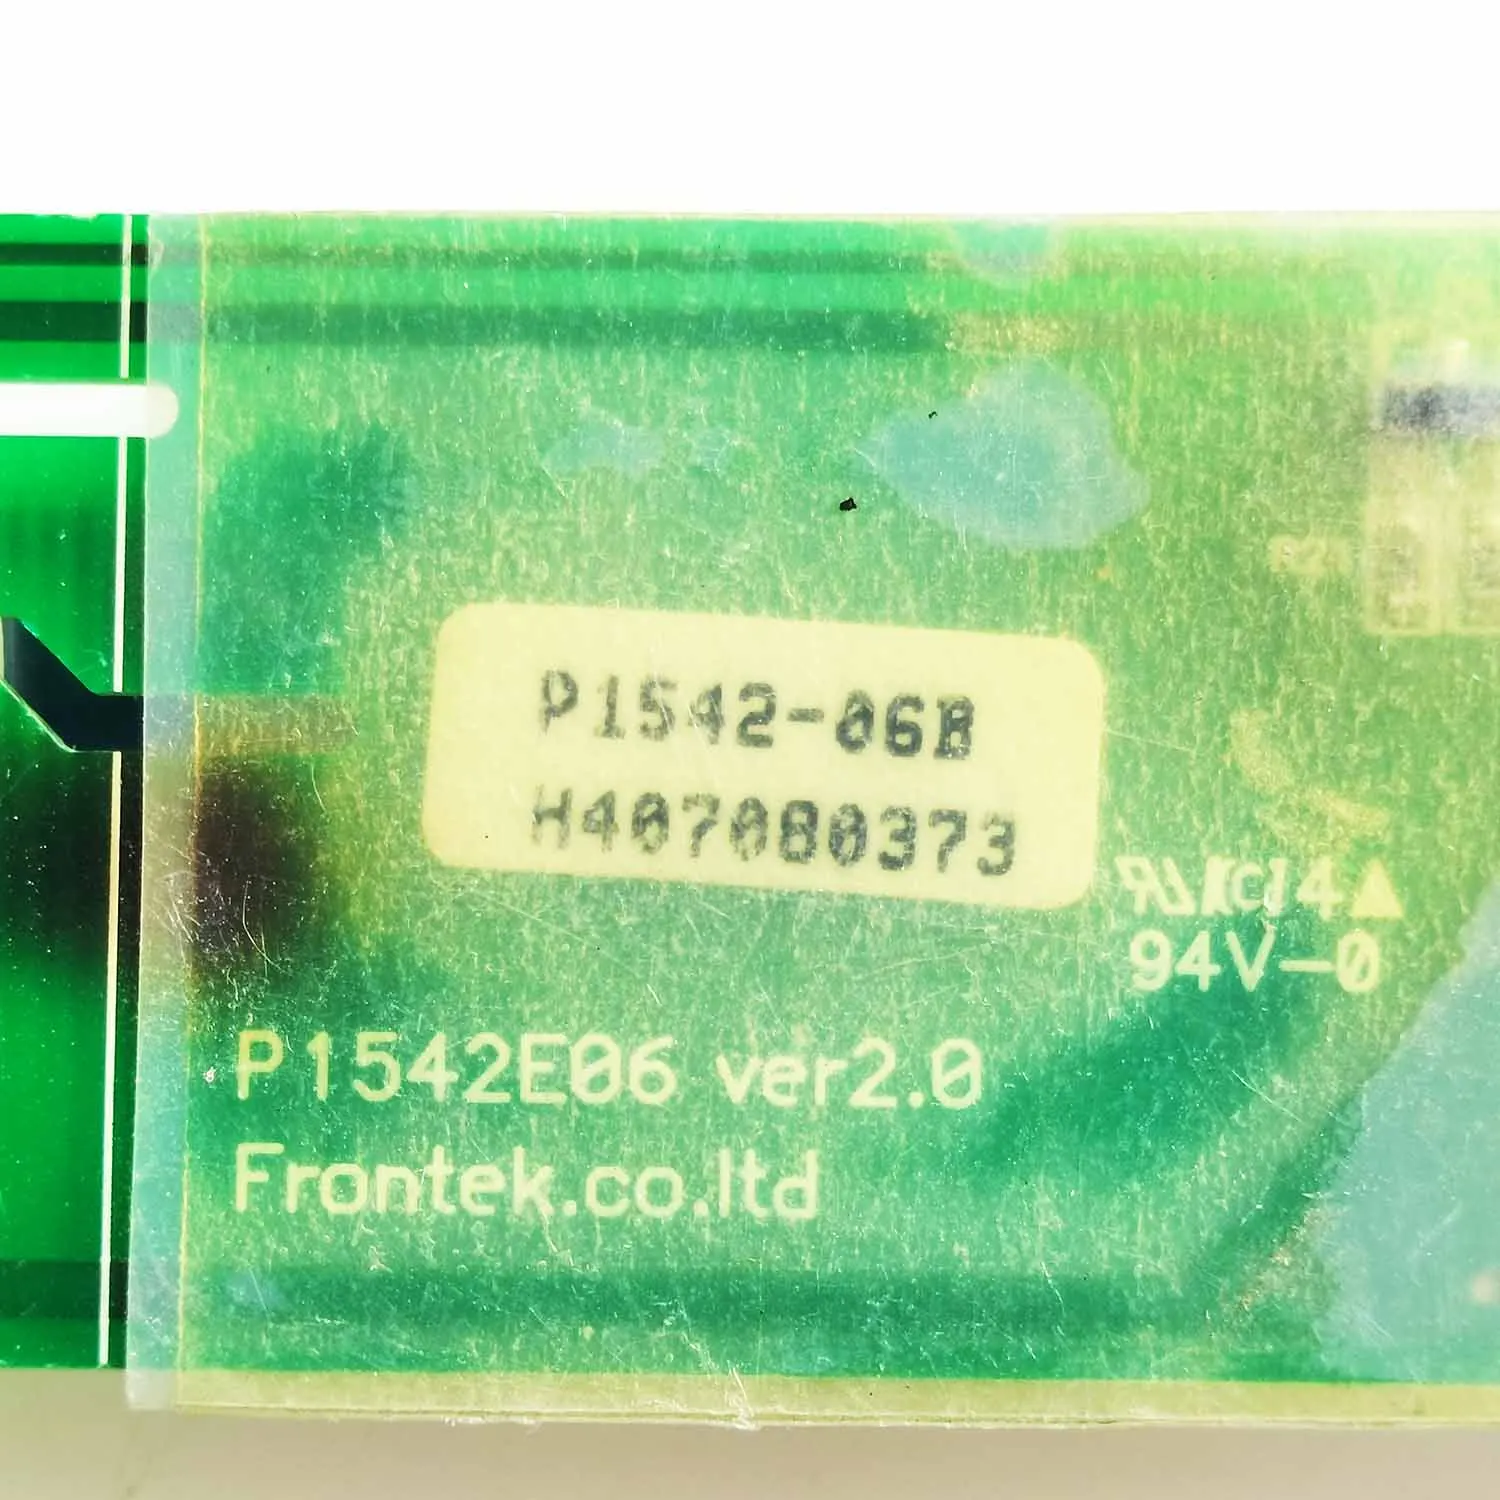 P1542-06B
H407080373
94V-0
P1542E06 ver2.0
Frontek.co.ltd